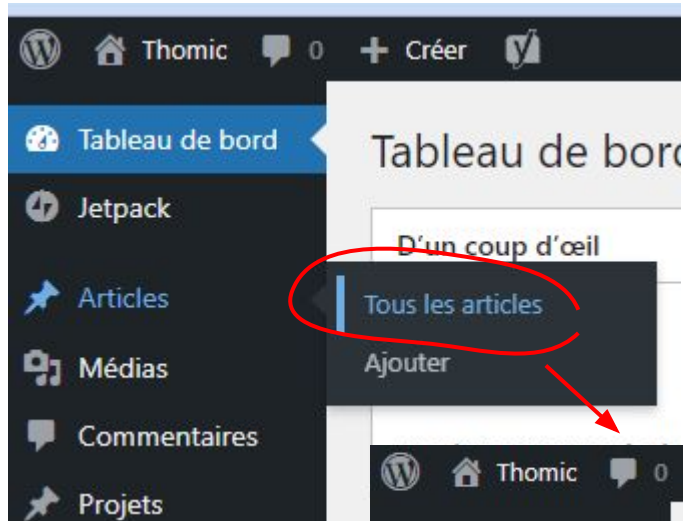 Thomic 0 + Créer
Tableau de bord
Tableau de bord
Jetpack
D'un coup d'œil
Articles
Tous les articles
Médias
Ajouter
Commentaires
Thomic 0
Projets